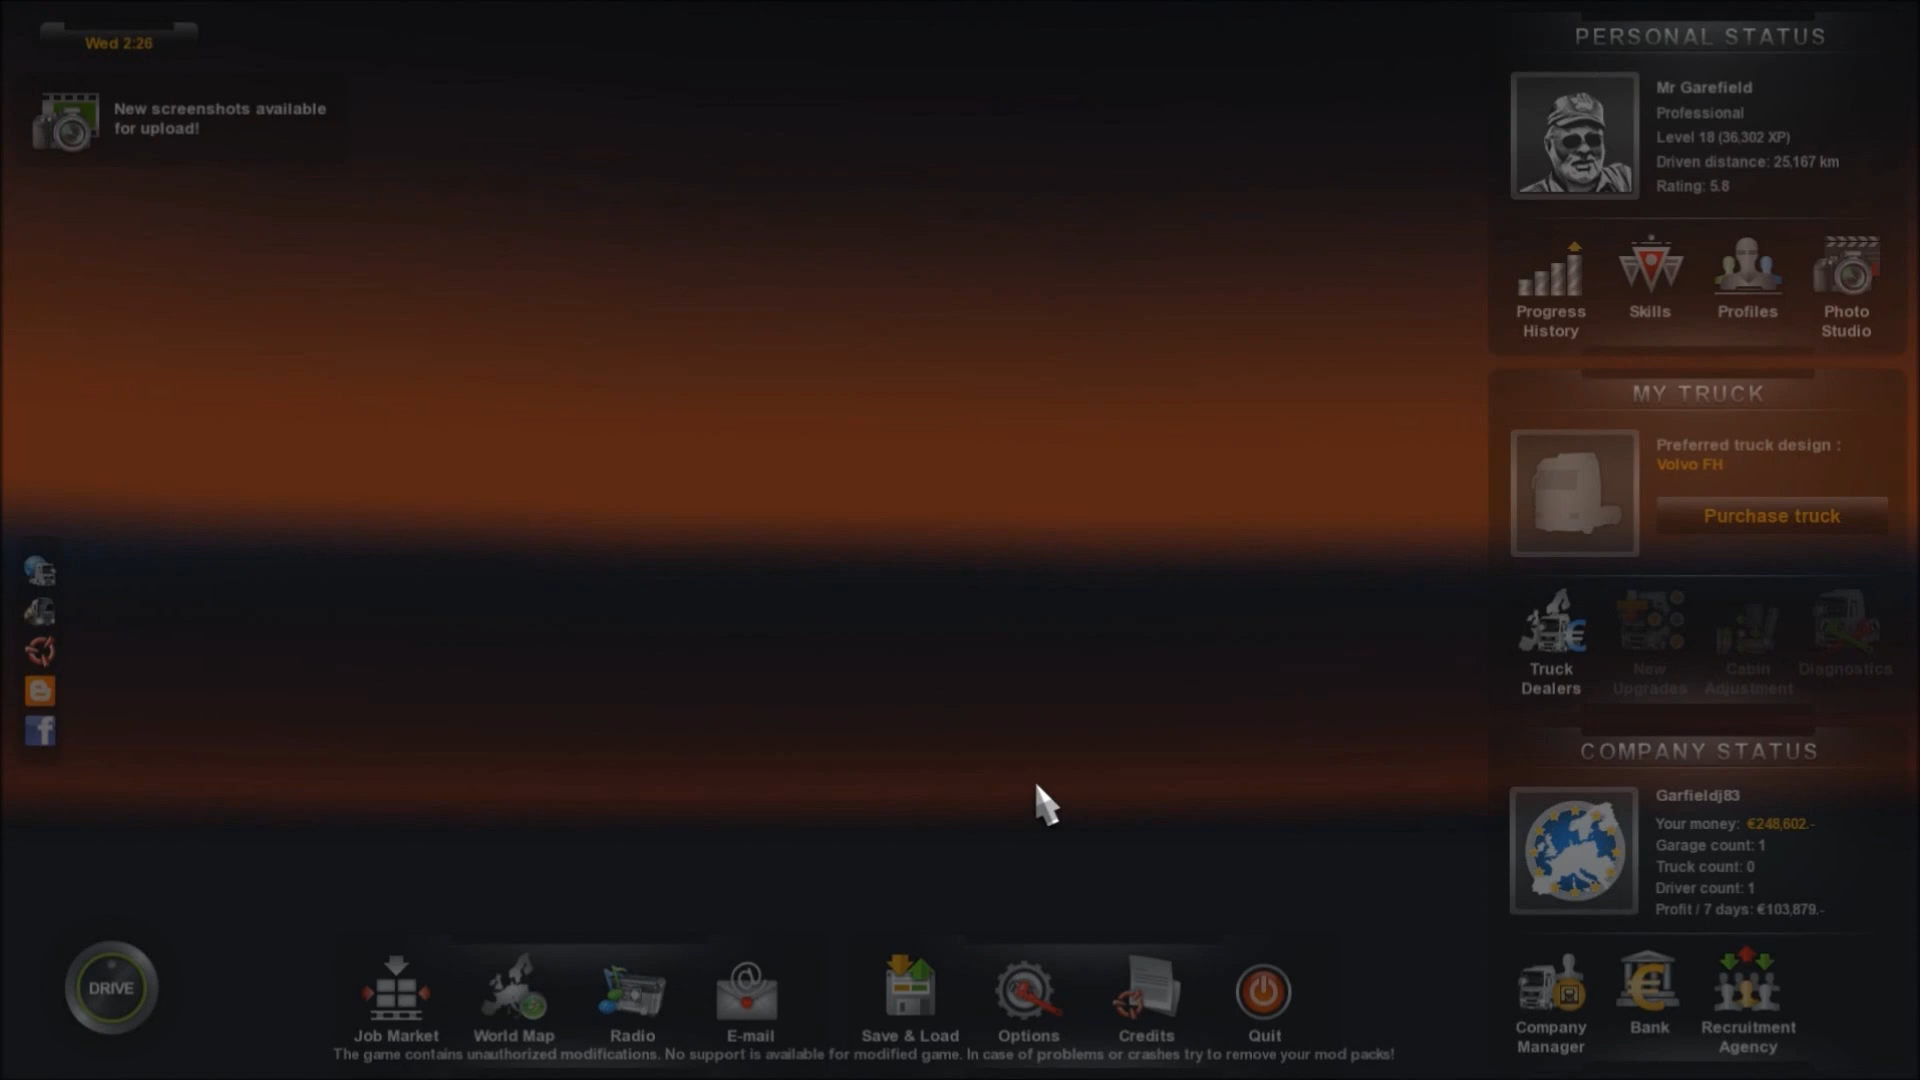 Wed 2:26
New screenshots available
for upload!
PERSONAL STATUS
Mr Garefield
Professional
Level 18 (36,302 XP)
Driven distance: 25,167 km
Rating: 5.8
Progress
History
Skills
Profiles
Photo
Studio
MY TRUCK
Preferred truck design :
Volvo FH
Purchase truck
Truck
Dealers
New
Upgrades
Cabin
Adjustment
Diagnostics
COMPANY STATUS
Garfieldj83
Your money: €248,602.-
Garage count: 1
Truck count: 0
Driver count: 1
Profit / 7 days: €103,879.-
Company
Manager
Bank
Recruitment
Agency
DRIVE
Job Market
World Map
Radio
E-mail
Save & Load
Options
Credits
Quit
The game contains unauthorized modifications. No support is available for modified game. In case of problems or crashes try to remove your mod packs!